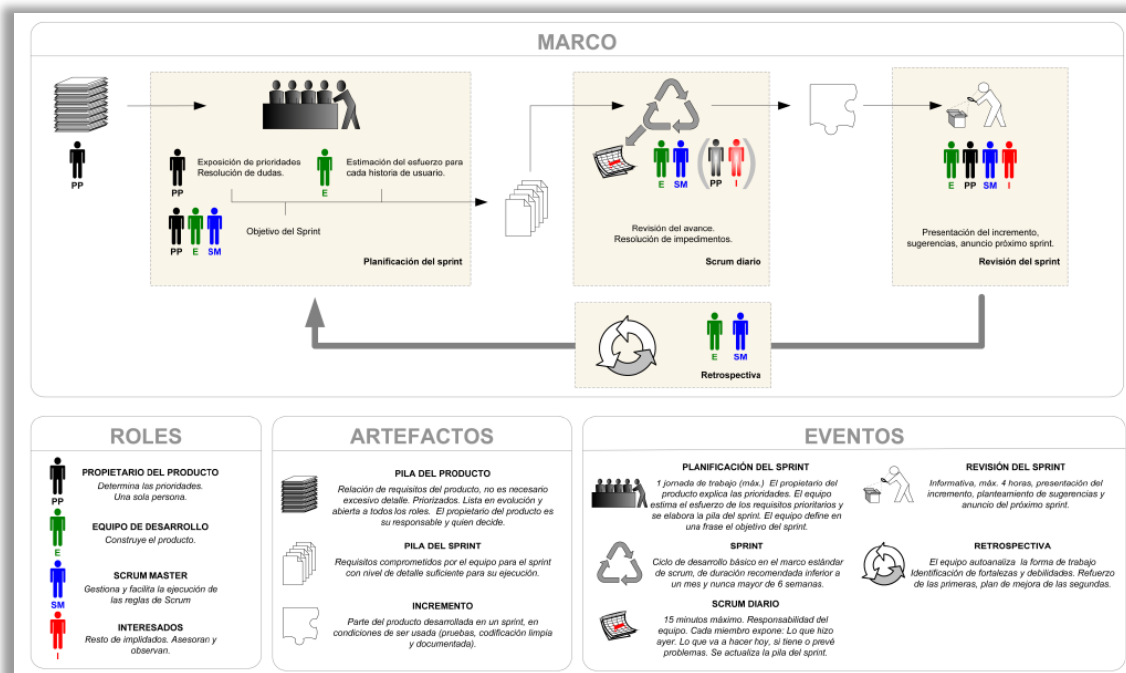 MARCO
PP
PP
Exposición de prioridades
Resolución de dudas.
E
Estimación del esfuerzo para
cada historia de usuario.
PP E SM
Objetivo del Sprint
Planificación del sprint
E SM ( PP I )
Revisión del avance.
Resolución de impedimentos.
Scrum diario
E PP SM I
Presentación del incremento,
sugerencias, anuncio próximo sprint.
Revisión del sprint
E SM
Retrospectiva
ROLES
PROPIETARIO DEL PRODUCTO
Determina las prioridades.
Una sola persona.
PP
EQUIPO DE DESARROLLO
Construye el producto.
E
SCRUM MASTER
Gestiona y facilita la ejecución de
las reglas de Scrum
SM
INTERESADOS
Resto de implidados. Asesoran y
observan.
I
ARTEFACTOS
PILA DEL PRODUCTO
Relación de requisitos del producto, no es necesario
excesivo detalle. Priorizados. Lista en evolución y
abierta a todos los roles. El propietario del producto es
su responsable y quien decide.
PILA DEL SPRINT
Requisitos comprometidos por el equipo para el sprint
con nivel de detalle suficiente para su ejecución.
INCREMENTO
Parte del producto desarrollada en un sprint, en
condiciones de ser usada (pruebas, codificación limpia
y documentada).
EVENTOS
PLANIFICACIÓN DEL SPRINT
1 jornada de trabajo (máx.) El propietario del
producto explica las prioridades. El equipo
estima el esfuerzo de los requisitos prioritarios y
se elabora la pila del sprint. El equipo define en
una frase el objetivo del sprint.
SPRINT
Ciclo de desarrollo básico en el marco estándar
de scrum, de duración recomendada inferior a
un mes y nunca mayor de 6 semanas.
SCRUM DIARIO
15 minutos máximo. Responsabilidad del
equipo. Cada miembro expone: Lo que hizo
ayer. Lo que va a hacer hoy, si tiene o prevé
problemas. Se actualiza la pila del sprint.
REVISIÓN DEL SPRINT
Informativa, máx. 4 horas, presentación del
incremento, planteamiento de sugerencias y
anuncio del próximo sprint.
RETROSPECTIVA
El equipo autoanaliza la forma de trabajo
Identificación de fortalezas y debilidades. Refuerzo
de las primeras, plan de mejora de las segundas.